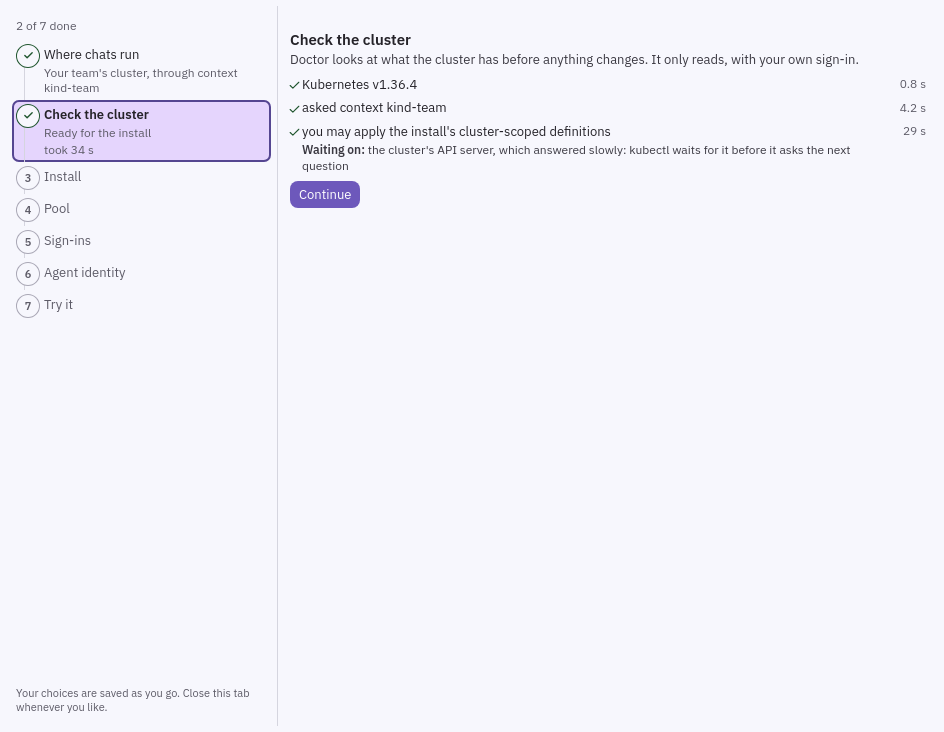 2 of 7 done
Where chats run
Your team's cluster, through context
kind-team
Check the cluster
Ready for the install
took 34 s
3 Install
4 Pool
5 Sign-ins
6 Agent identity
7 Try it
Your choices are saved as you go. Close this tab
whenever you like.
Check the cluster
Doctor looks at what the cluster has before anything changes. It only reads, with your own sign-in.
Kubernetes v1.36.4 0.8 s
asked context kind-team 4.2 s
you may apply the install's cluster-scoped definitions 29 s
Waiting on: the cluster's API server, which answered slowly: kubectl waits for it before it asks the next
question
Continue